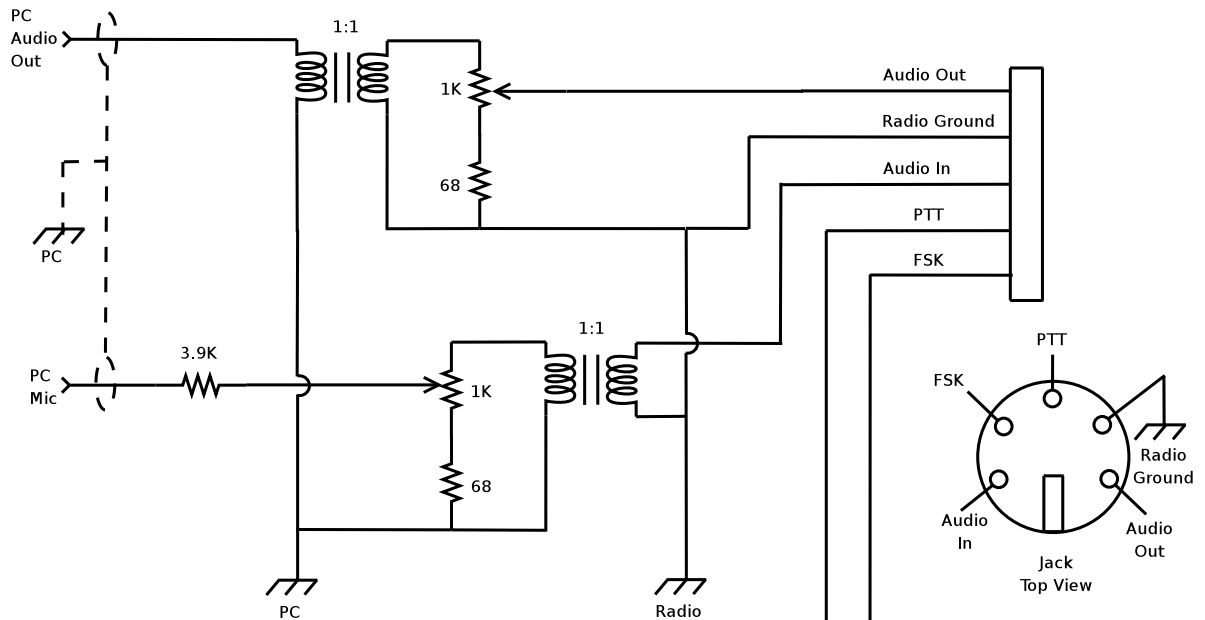 PC
Audio
Out
1:1
1K
68
Audio Out
Radio Ground
Audio In
PTT
FSK
PC
3.9K
PC
Mic
1:1
1K
68
PC
Radio
PTT
FSK
Radio
Ground
Audio
In
Audio
Out
Jack
Top View